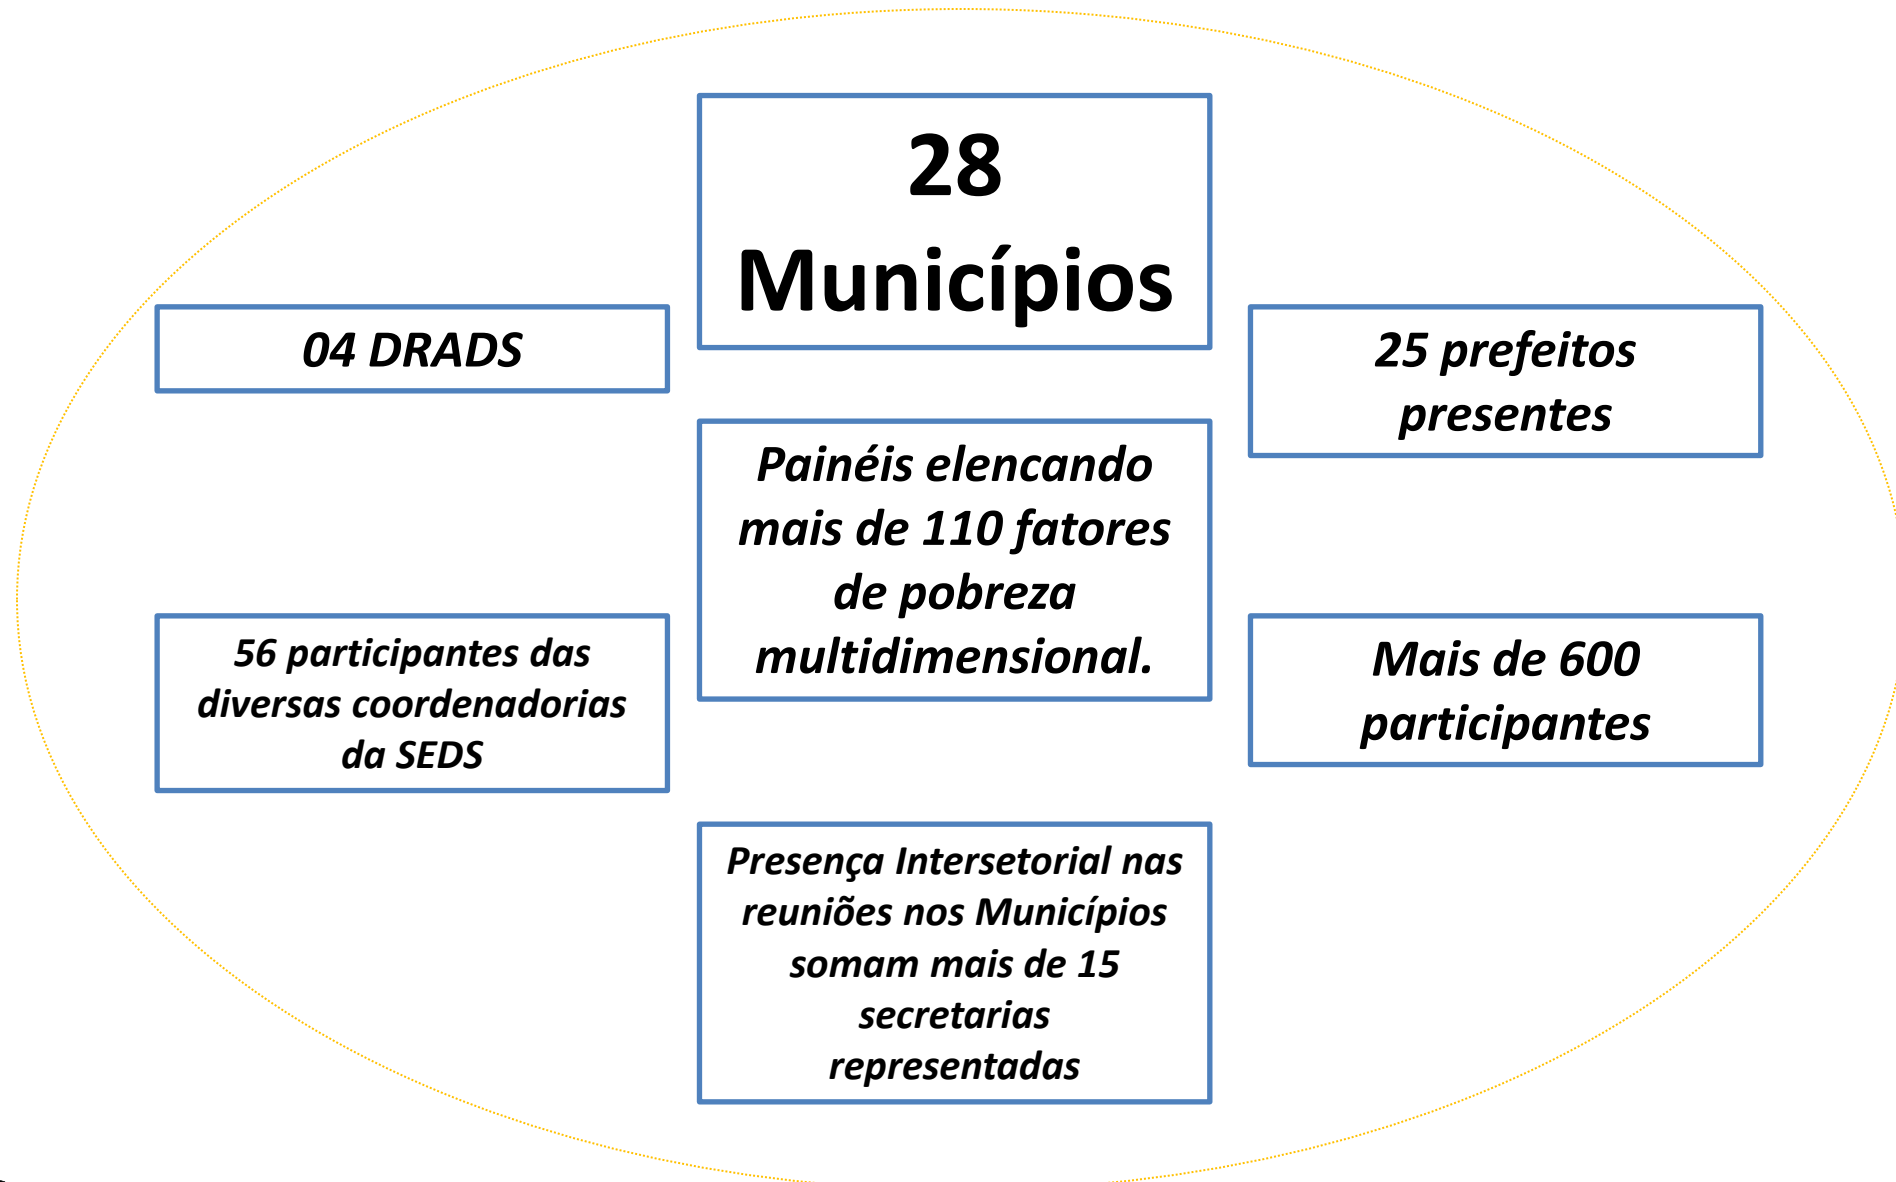 28
Municípios
04 DRADS
25 prefeitos
presentes
Painéis elencando
mais de 110 fatores
de pobreza
multidimensional.
56 participantes das
diversas coordenadorias
da SEDS
Mais de 600
participantes
Presença Intersetorial nas
reuniões nos Municípios
somam mais de 15
secretarias
representadas